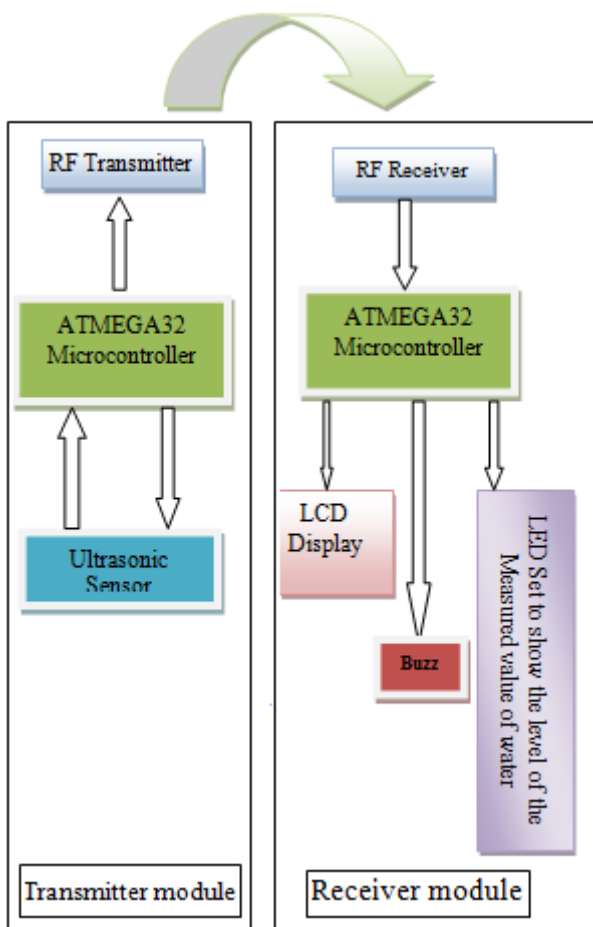 RF Transmitter
ATMEGA32
Microcontroller
Ultrasonic
Sensor
Transmitter module
RF Receiver
ATMEGA32
Microcontroller
LCD
Display
Buzz
LED Set to show the level of the
Measured value of water
Receiver module